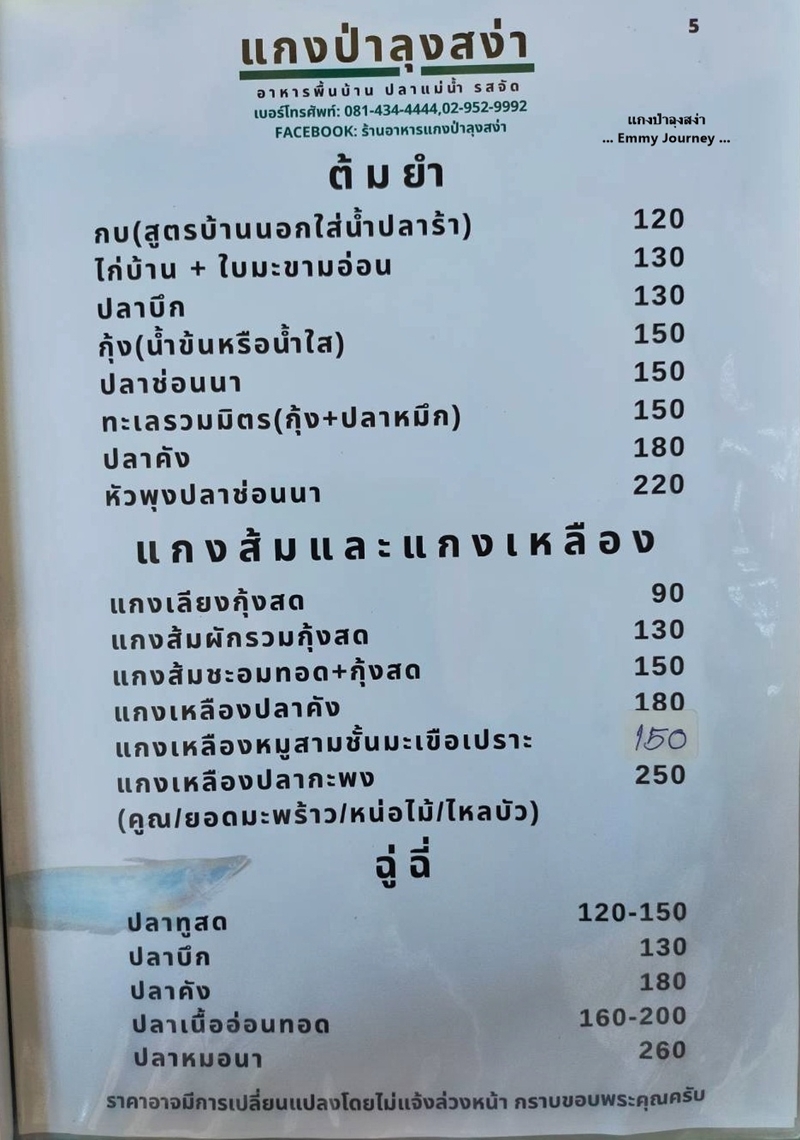 5
แกงป่าลุงสง่า
อาหารพื้นบ้าน ปลาแม่น้ำ รสจัด
เบอร์โทรศัพท์: 081-434-4444,02-952-9992
FACEBOOK: ร้านอาหารแกงป่าลุงสง่า
แกงป่าลุงสง่า
... Emmy Journey ...
ต้มยำ
กบ(สูตรบ้านนอกใส่น้ำปลาร้า) 120
ไก่บ้าน + ใบมะขามอ่อน 130
ปลาบึก 130
กุ้ง(น้ำข้นหรือน้ำใส) 150
ปลาช่อนนา 150
ทะเลรวมมิตร(กุ้ง+ปลาหมึก) 150
ปลาคัง 180
หัวพุงปลาช่อนนา 220
แกงส้มและแกงเหลือง
แกงเลียงกุ้งสด 90
แกงส้มผักรวมกุ้งสด 130
แกงส้มชะอมทอด+กุ้งสด 150
แกงเหลืองปลาคัง 180
แกงเหลืองหมูสามชั้นมะเขือเปราะ 150
แกงเหลืองปลากะพง 250
(คูณ/ยอดมะพร้าว/หน่อไม้/ไหลบัว)
ฉู่ฉี่
ปลาทูสด 120-150
ปลาบึก 130
ปลาคัง 180
ปลาเนื้ออ่อนทอด 160-200
ปลาหมอนา 260
ราคาอาจมีการเปลี่ยนแปลงโดยไม่แจ้งล่วงหน้า กราบขอบพระคุณครับ